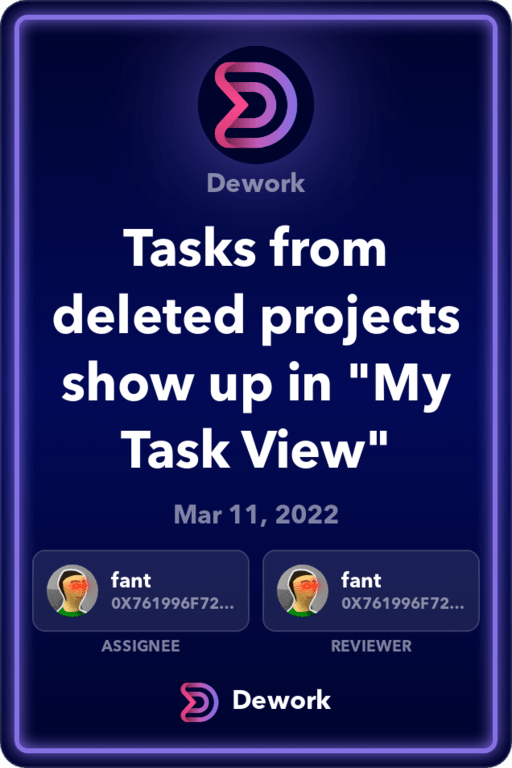 Dework
Tasks from
deleted projects
show up in "My
Task View"
Mar 11, 2022
fant
0X761996F72...
ASSIGNEE
fant
0X761996F72...
REVIEWER
Dework